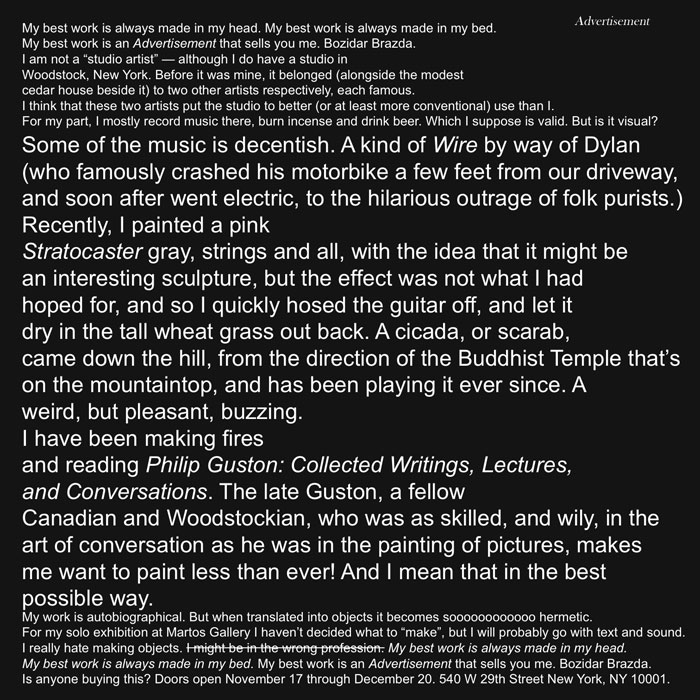 Advertisement
My best work is always made in my head. My best work is always made in my bed.
My best work is an Advertisement that sells you me. Bozidar Brazda.
I am not a “studio artist” — although I do have a studio in
Woodstock, New York. Before it was mine, it belonged (alongside the modest
cedar house beside it) to two other artists respectively, each famous.
I think that these two artists put the studio to better (or at least more conventional) use than I.
For my part, I mostly record music there, burn incense and drink beer. Which I suppose is valid. But is it visual?
Some of the music is decentish. A kind of Wire by way of Dylan
(who famously crashed his motorbike a few feet from our driveway,
and soon after went electric, to the hilarious outrage of folk purists.)
Recently, I painted a pink
Stratocaster gray, strings and all, with the idea that it might be
an interesting sculpture, but the effect was not what I had
hoped for, and so I quickly hosed the guitar off, and let it
dry in the tall wheat grass out back. A cicada, or scarab,
came down the hill, from the direction of the Buddhist Temple that’s
on the mountaintop, and has been playing it ever since. A
weird, but pleasant, buzzing.
I have been making fires
and reading Philip Guston: Collected Writings, Lectures,
and Conversations. The late Guston, a fellow
Canadian and Woodstockian, who was as skilled, and wily, in the
art of conversation as he was in the painting of pictures, makes
me want to paint less than ever! And I mean that in the best
possible way.
My work is autobiographical. But when translated into objects it becomes soooooooooooo hermetic.
For my solo exhibition at Martos Gallery I haven’t decided what to “make”, but I will probably go with text and sound.
I really hate making objects. I might be in the wrong profession. My best work is always made in my head.
My best work is always made in my bed. My best work is an Advertisement that sells you me. Bozidar Brazda.
Is anyone buying this? Doors open November 17 through December 20. 540 W 29th Street New York, NY 10001.